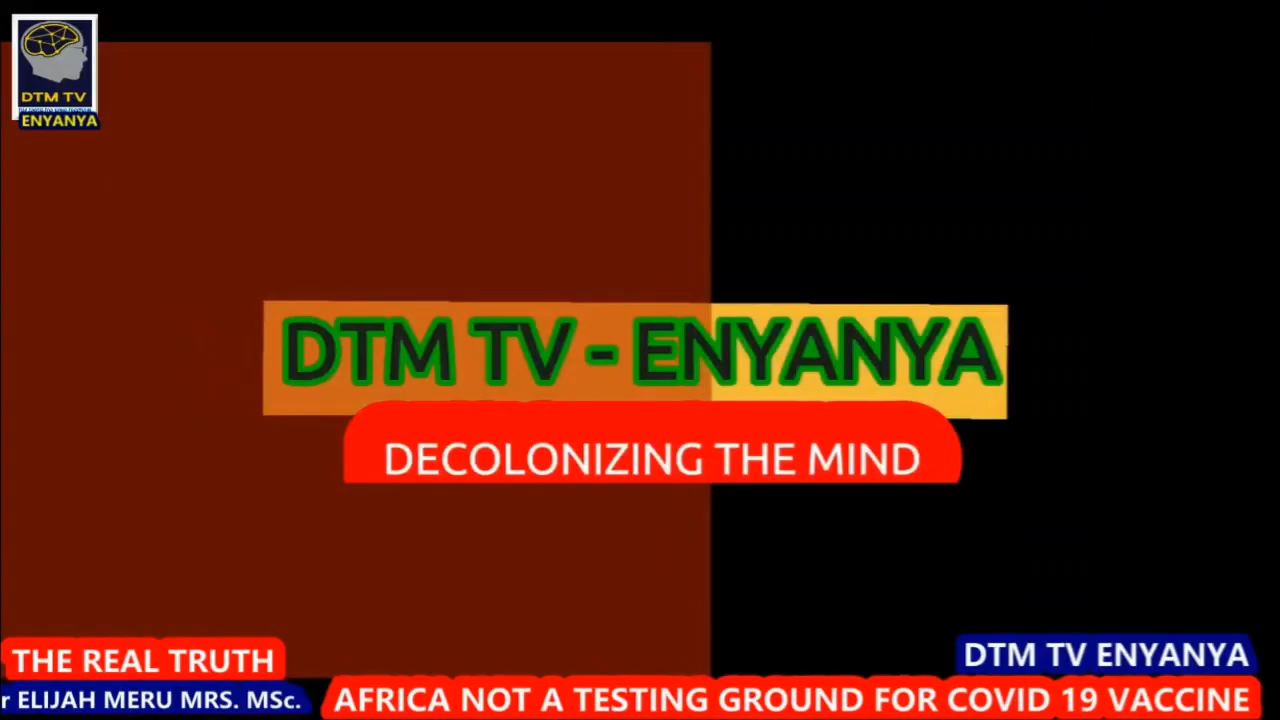 DTM TV
ENYANYA
DTM TV - ENYANYA
DECOLONIZING THE MIND
THE REAL TRUTH
DTM TV ENYANYA
r ELIJAH MERU MRS. MSc.
AFRICA NOT A TESTING GROUND FOR COVID 19 VACCINE